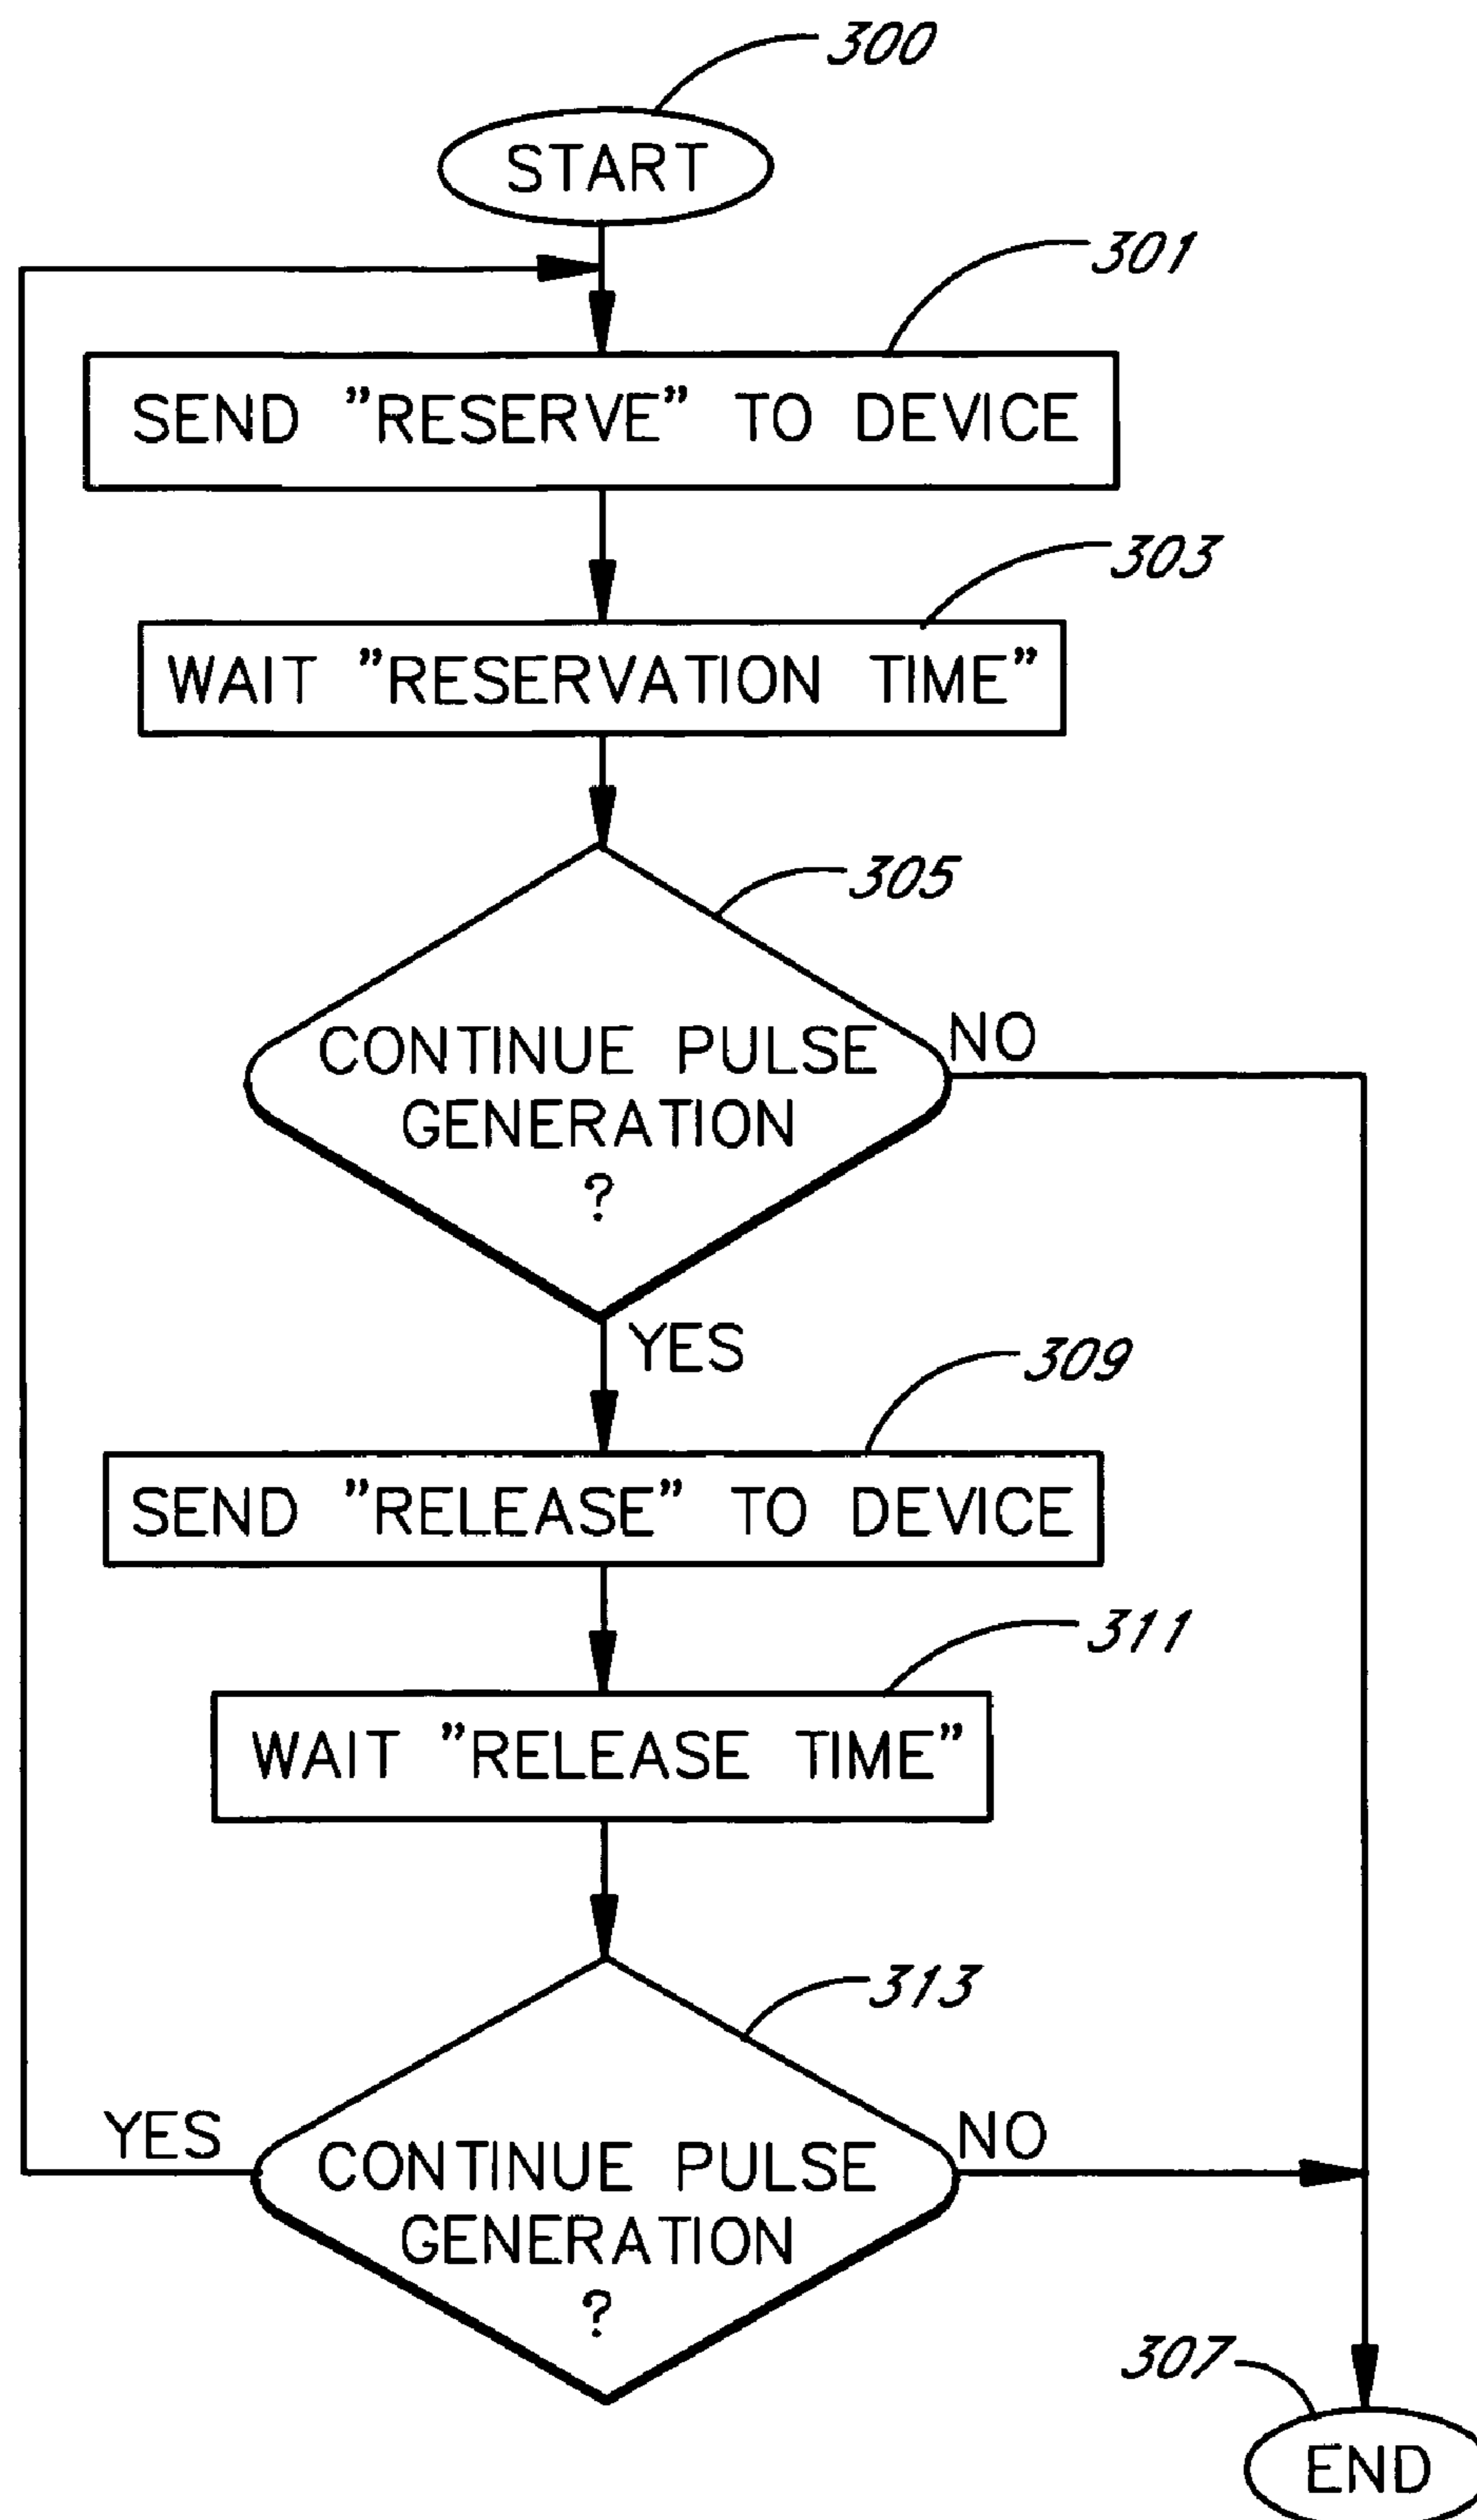 300
START
301
SEND "RESERVE" TO DEVICE
303
WAIT "RESERVATION TIME"
305
CONTINUE PULSE
GENERATION
?
NO
YES
309
SEND "RELEASE" TO DEVICE
311
WAIT "RELEASE TIME"
313
YES
CONTINUE PULSE
GENERATION
?
NO
307
END